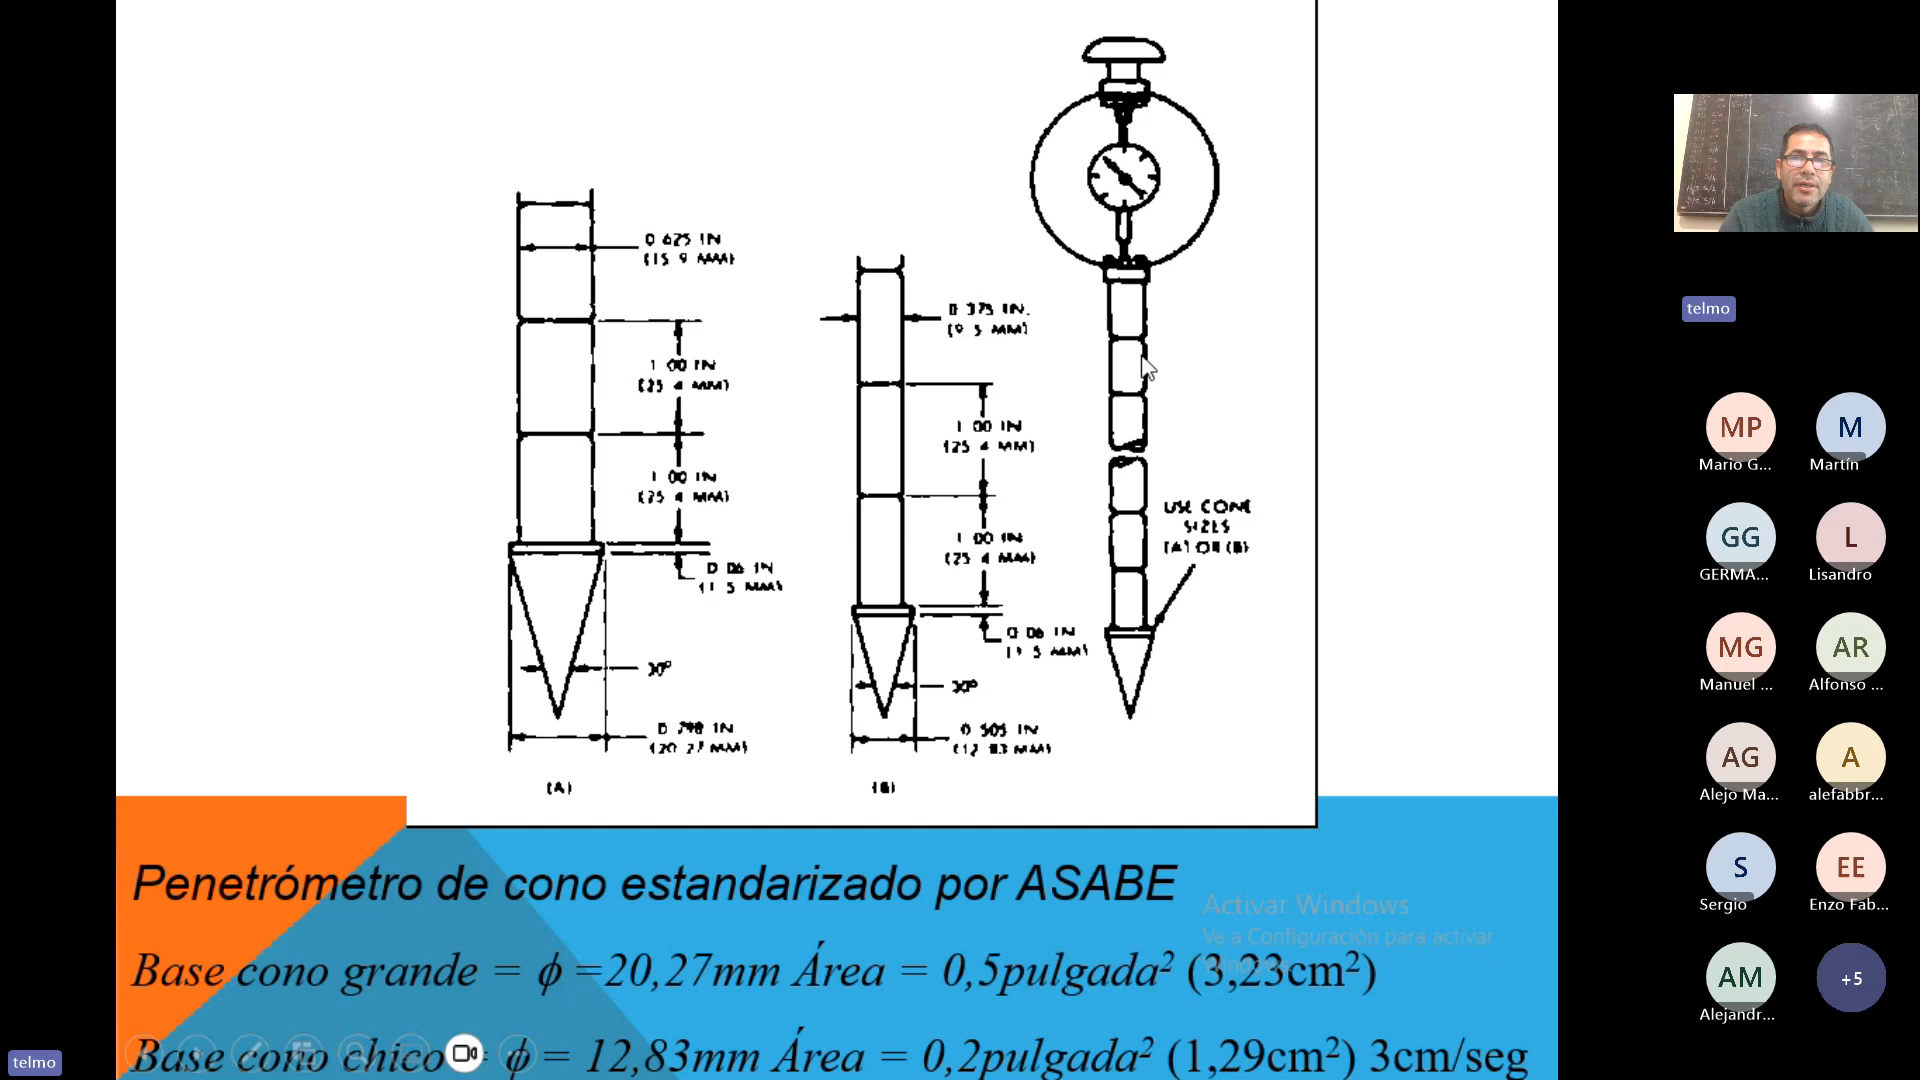 0.625 IN
(15.9 MM)
1.00 IN
(25.4 MM)
1.00 IN
(25.4 MM)
0.06 IN
(1.5 MM)
30°
0.798 IN
(20.27 MM)
(A)
0.375 IN.
(9.5 MM)
1.00 IN
(25.4 MM)
1.00 IN
(25.4 MM)
0.06 IN
(1.5 MM)
30°
0.505 IN
(12.83 MM)
(B)
USE CONE
SIZES
(A) OR (B)
Penetrómetro de cono estandarizado por ASABE
Base cono grande = ϕ =20,27mm Área = 0,5pulgada² (3,23cm²)
Base cono chico = ϕ = 12,83mm Área = 0,2pulgada² (1,29cm²) 3cm/seg
Activar Windows
Ve a Configuración para activar
Windows.
telmo
telmo
MP
Mario G...
M
Martín
GG
GERMA...
L
Lisandro
MG
Manuel ...
AR
Alfonso ...
AG
Alejo Ma...
A
alefabbr...
S
Sergio
EE
Enzo Fab...
AM
Alejandr...
+5